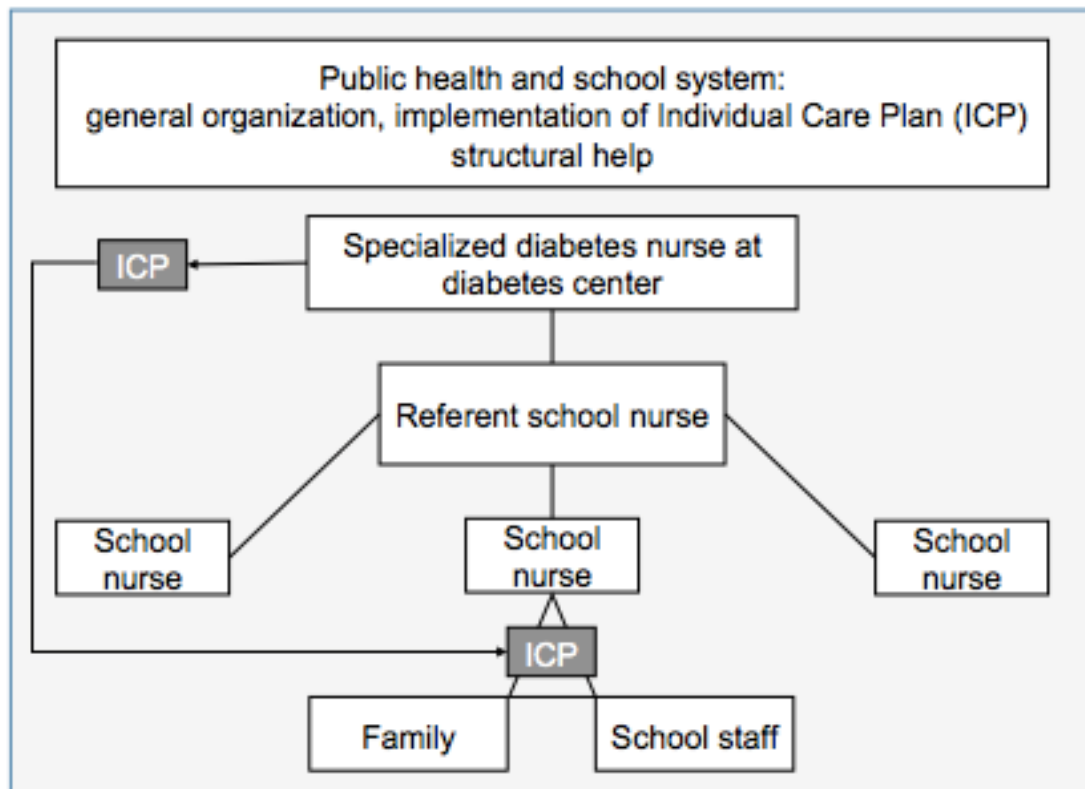 Public health and school system:
general organization, implementation of Individual Care Plan (ICP)
structural help
ICP
Specialized diabetes nurse at
diabetes center
Referent school nurse
School
nurse
School
nurse
School
nurse
ICP
Family
School staff